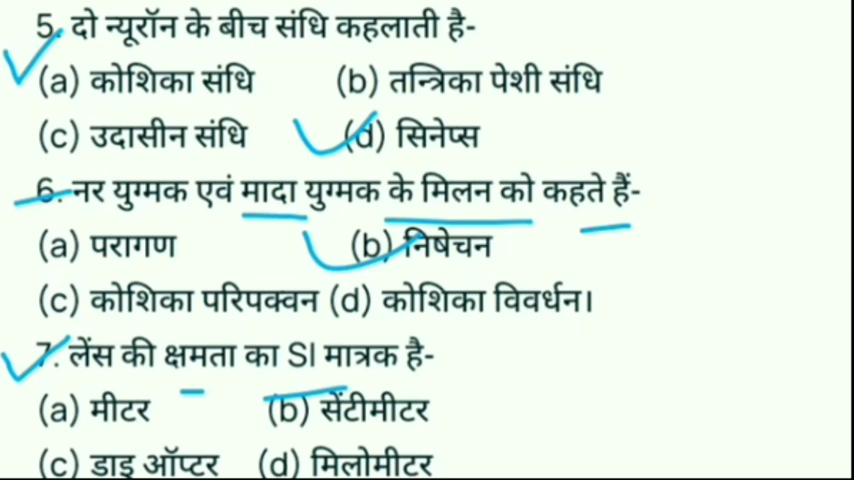 5. दो न्यूरॉन के बीच संधि कहलाती है-
(a) कोशिका संधि (b) तन्त्रिका पेशी संधि
(c) उदासीन संधि (d) सिनेप्स
6. नर युग्मक एवं मादा युग्मक के मिलन को कहते हैं-
(a) परागण (b) निषेचन
(c) कोशिका परिपक्वन (d) कोशिका विवर्धन।
7. लेंस की क्षमता का SI मात्रक है-
(a) मीटर (b) सेंटीमीटर
(c) डाइ ऑप्टर (d) मिलोमीटर